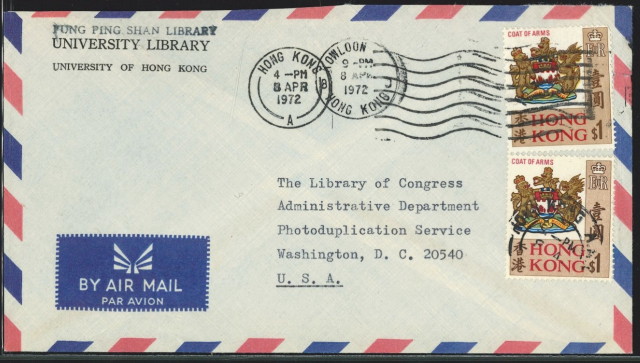 FUNG PING SHAN LIBRARY
UNIVERSITY LIBRARY
UNIVERSITY OF HONG KONG
HONG KONG
4 -PM
8 APR
1972
A
KOWLOON
9 -PM
8 APR
1972
HONG KONG
COAT OF ARMS
EIIR
壹圓
香港
HONG
KONG
$1
COAT OF ARMS
EIIR
壹圓
香港
HONG
KONG
$1
HONG KONG
The Library of Congress
Administrative Department
Photoduplication Service
Washington, D. C. 20540
U. S. A.
BY AIR MAIL
PAR AVION